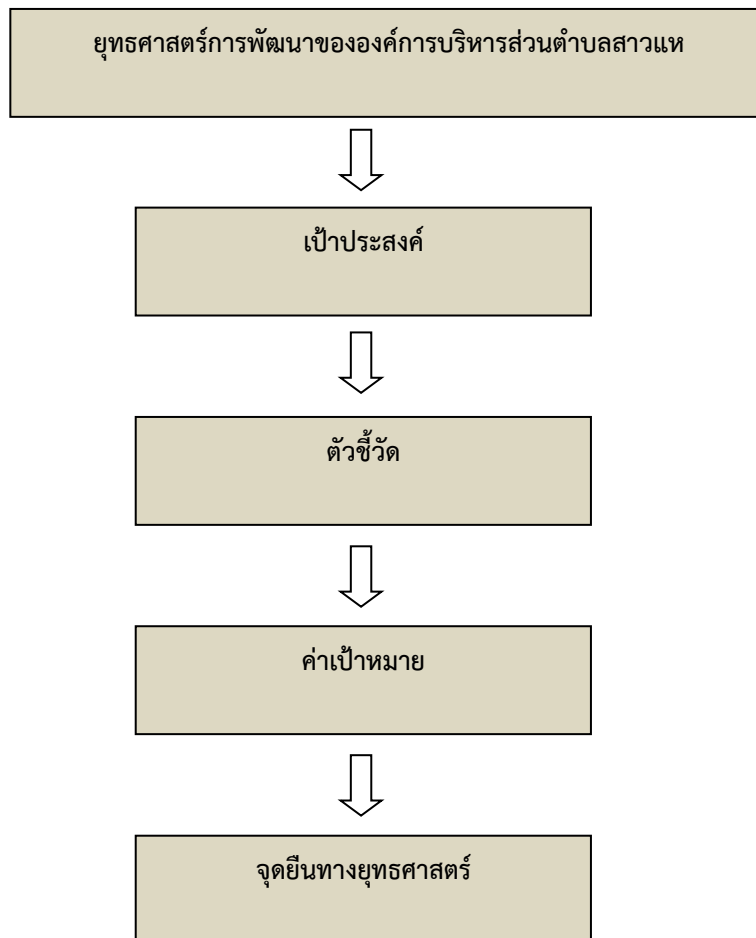 ยุทธศาสตร์การพัฒนาขององค์การบริหารส่วนตำบลสาวแห
เป้าประสงค์
ตัวชี้วัด
ค่าเป้าหมาย
จุดยืนทางยุทธศาสตร์